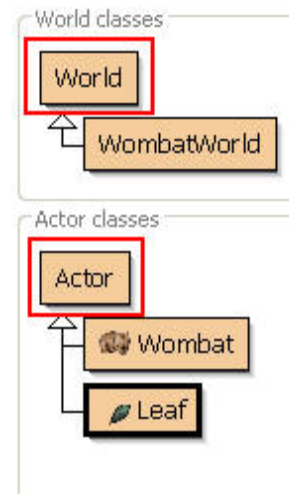 World classes
World
WombatWorld
Actor classes
Actor
Wombat
Leaf